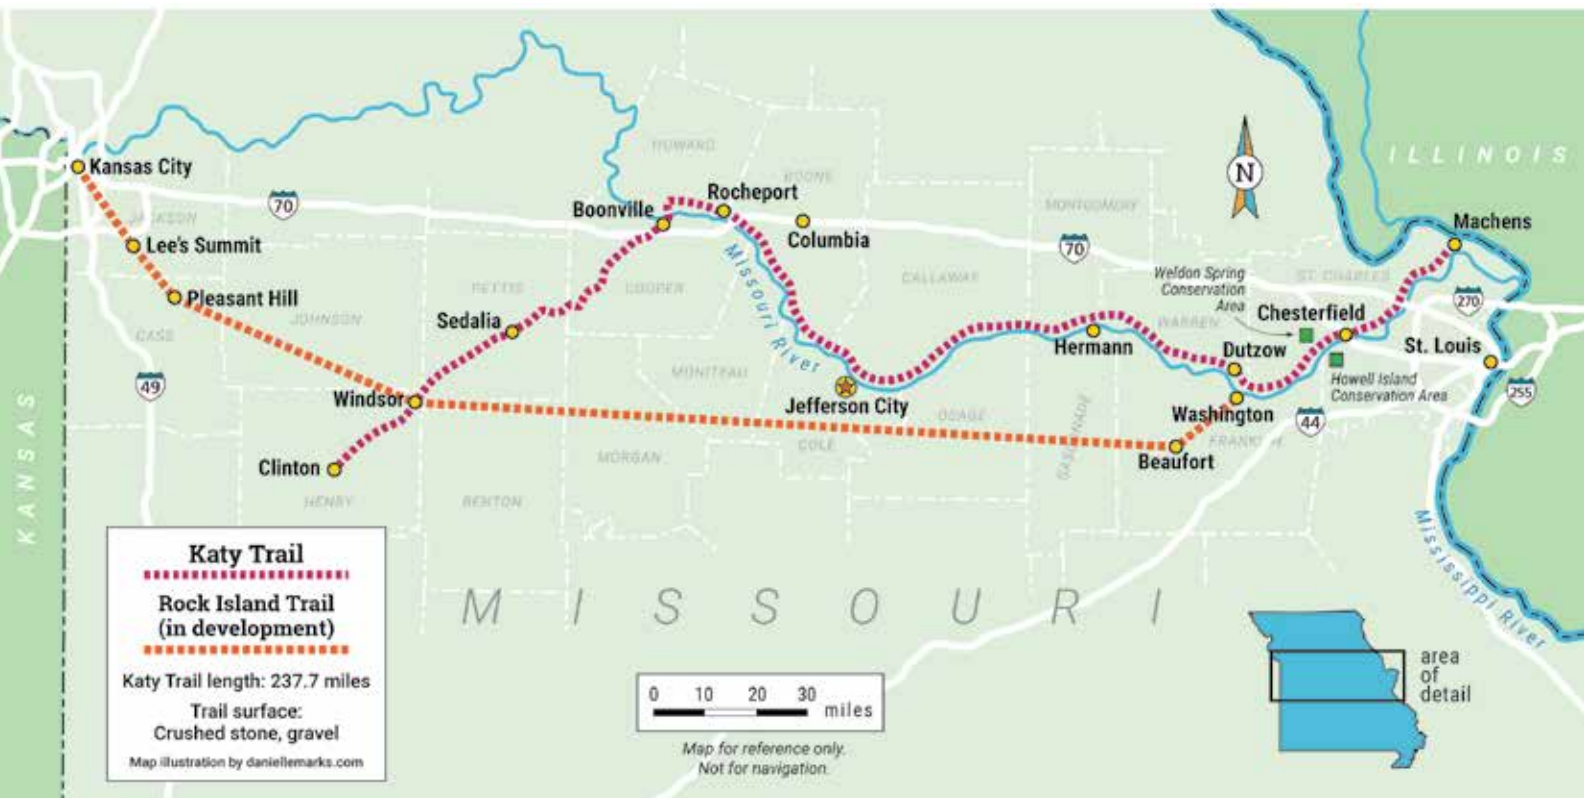 Kansas City
Lee's Summit
Pleasant Hill
Windsor
Clinton
Sedalia
Boonville
Rocheport
Columbia
Missouri River
Jefferson City
Hermann
Dutzow
Washington
Beaufort
Weldon Spring
Conservation
Area
Chesterfield
Howell Island
Conservation Area
St. Louis
Machens
70
70
49
44
270
255
N
HOWARD
BOONE
JACKSON
CASS
JOHNSON
PETTIS
COOPER
CALLAWAY
MONTGOMERY
WARREN
ST CHARLES
MONITEAU
OSAGE
COLE
MORGAN
HENRY
BENTON
KANSAS
ILLINOIS
MISSOURI
Mississippi River
Katy Trail
Rock Island Trail
(in development)
Katy Trail length: 237.7 miles
Trail surface:
Crushed stone, gravel
Map illustration by daniellemarks.com
0 10 20 30
miles
Map for reference only.
Not for navigation.
area
of
detail